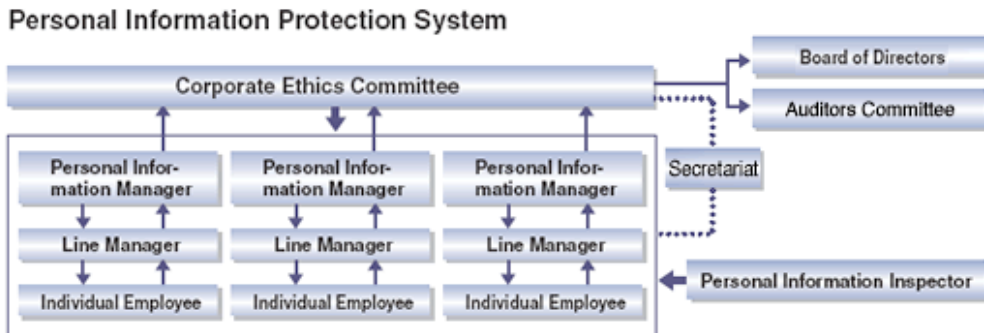 Personal Information Protection System
Board of Directors
Corporate Ethics Committee
Auditors Committee
Personal Infor-
mation Manager
Personal Infor-
mation Manager
Personal Infor-
mation Manager
Secretariat
Line Manager
Line Manager
Line Manager
Personal Information Inspector
Individual Employee
Individual Employee
Individual Employee